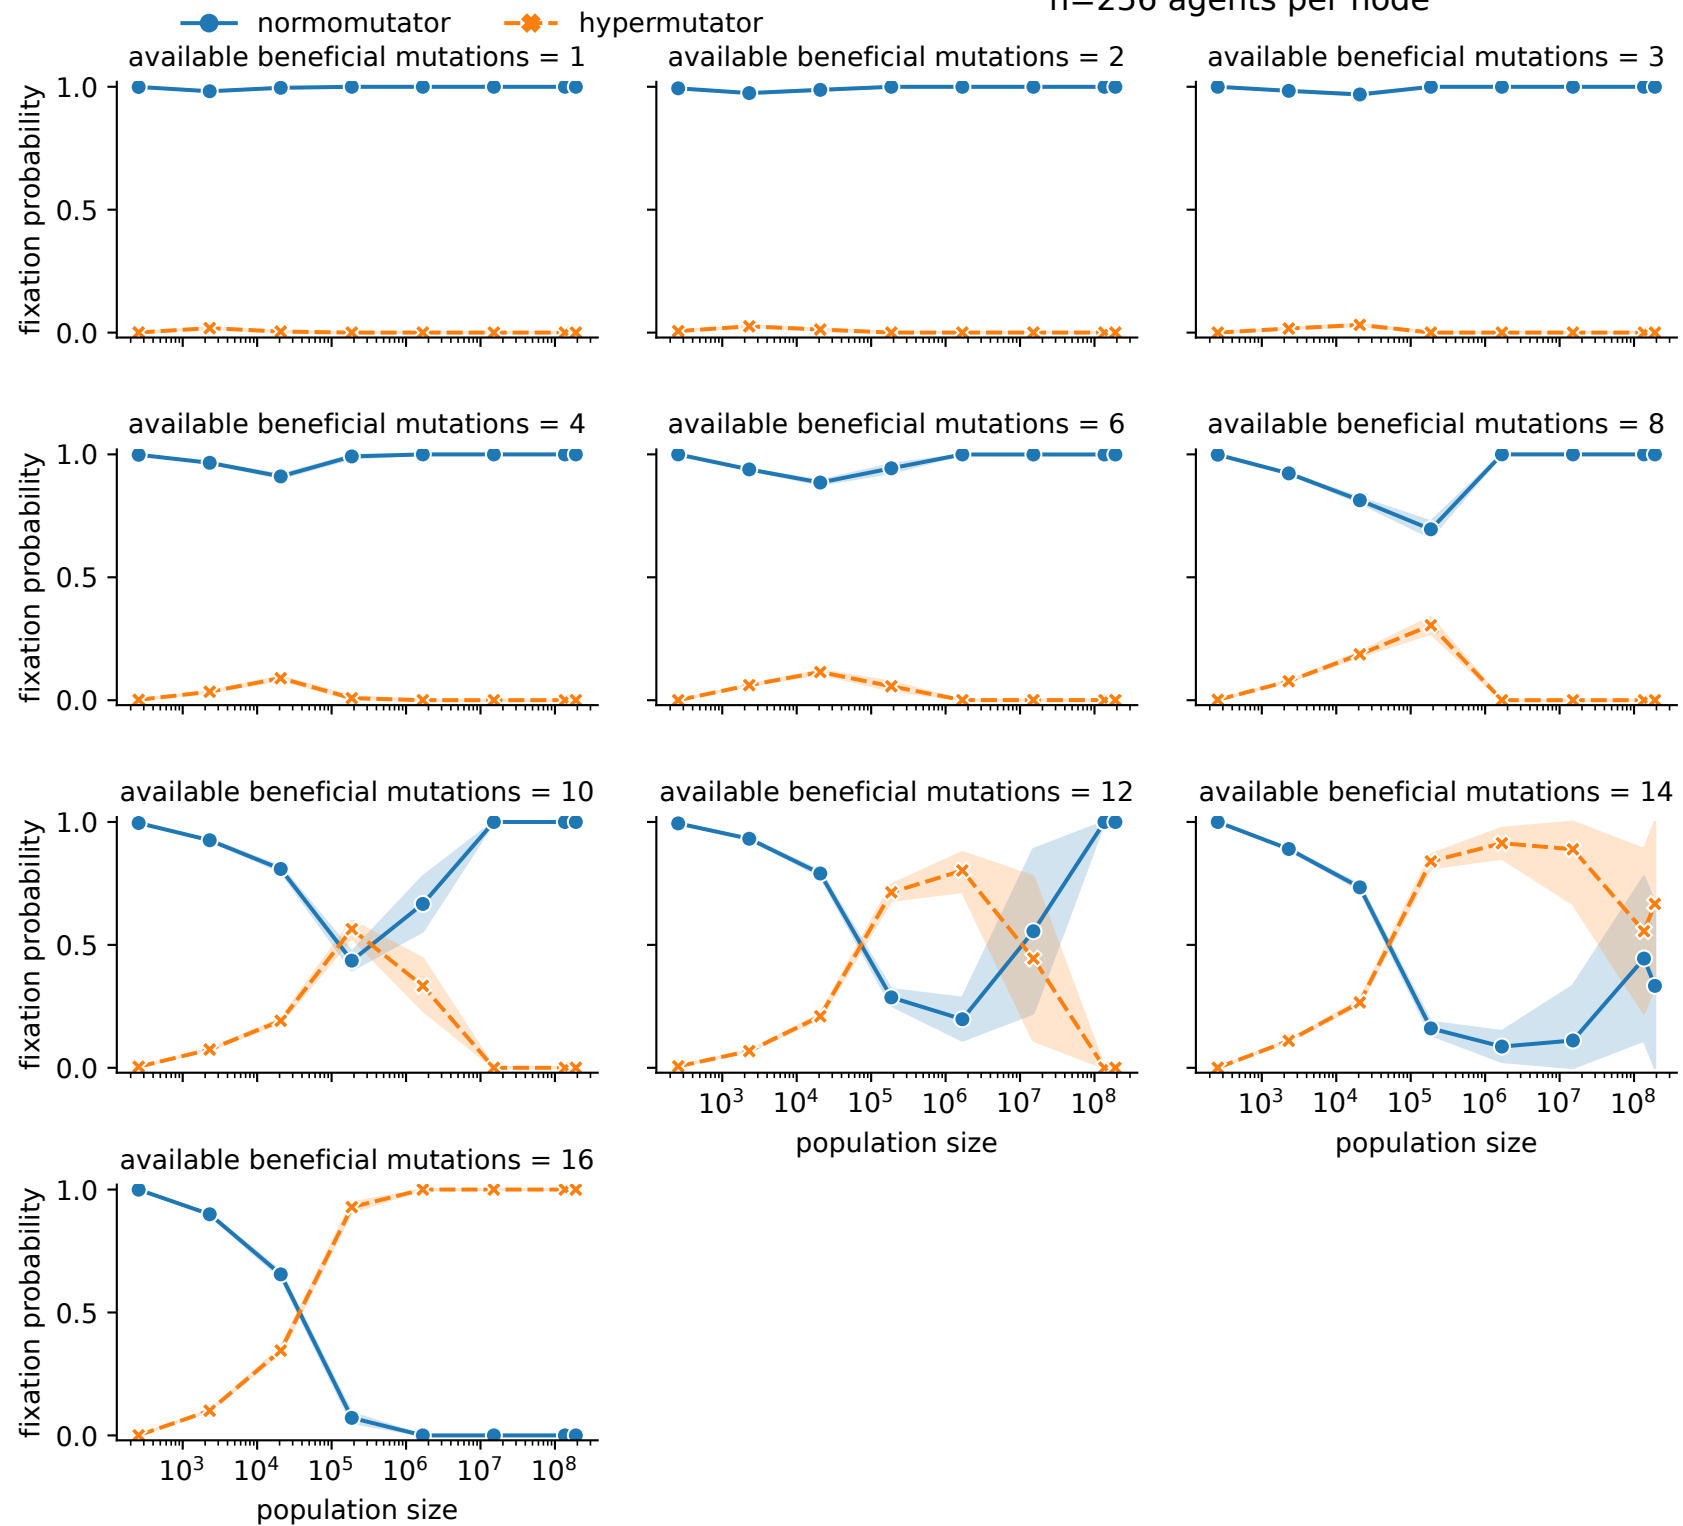 n=256 agents per node
normomutator hypermutator
available beneficial mutations = 1 available beneficial mutations = 2 available beneficial mutations = 3
1.0
0.5
0.0
fixation probability
available beneficial mutations = 4 available beneficial mutations = 6 available beneficial mutations = 8
1.0
0.5
0.0
fixation probability
available beneficial mutations = 10 available beneficial mutations = 12 available beneficial mutations = 14
1.0
0.5
0.0
fixation probability
10³ 10⁴ 10⁵ 10⁶ 10⁷ 10⁸ 10³ 10⁴ 10⁵ 10⁶ 10⁷ 10⁸
population size population size
available beneficial mutations = 16
1.0
0.5
0.0
fixation probability
10³ 10⁴ 10⁵ 10⁶ 10⁷ 10⁸
population size